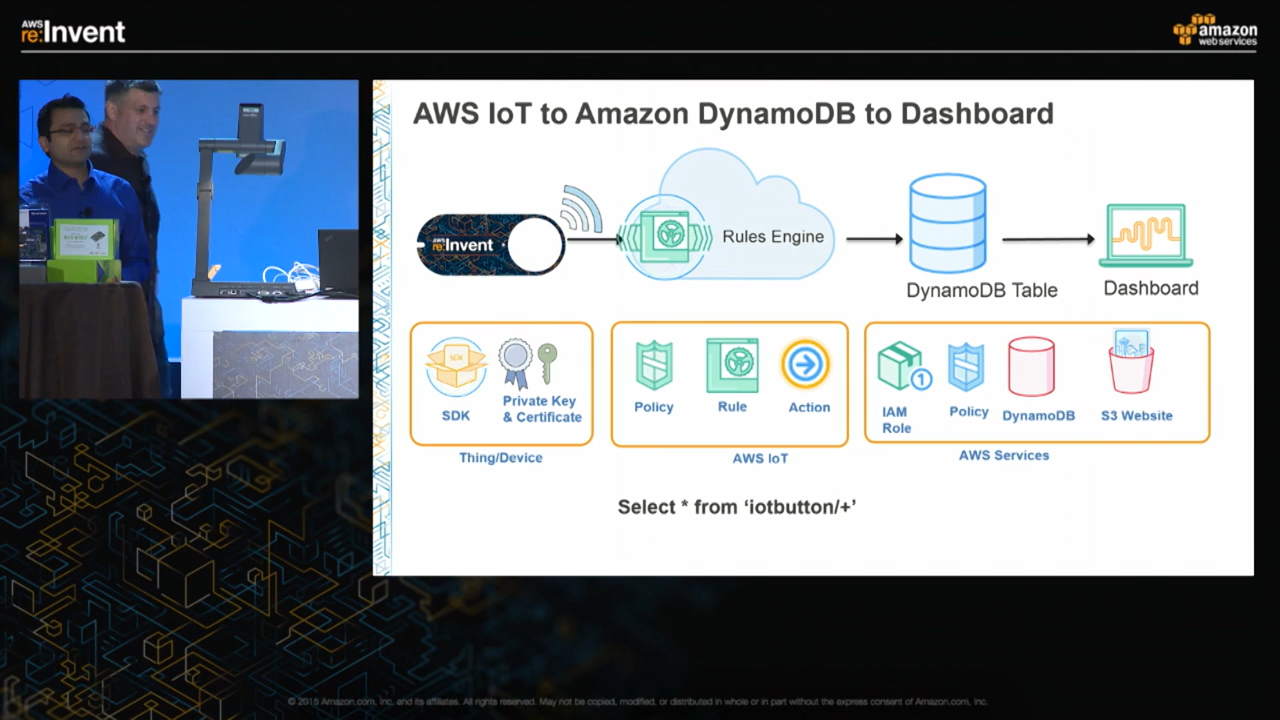 AWS
re:Invent
amazon
web services
AWS IoT to Amazon DynamoDB to Dashboard
AWS
re:Invent
Rules Engine
DynamoDB Table
Dashboard
SDK
SDK
Private Key
& Certificate
Policy
Rule
Action
1
IAM
Role
Policy
DynamoDB
S3 Website
Thing/Device
AWS IoT
AWS Services
Select * from ‘iotbutton/+’
© 2015 Amazon.com, Inc. and its affiliates. All rights reserved. May not be copied, modified, or distributed in whole or in part without the express consent of Amazon.com, Inc.